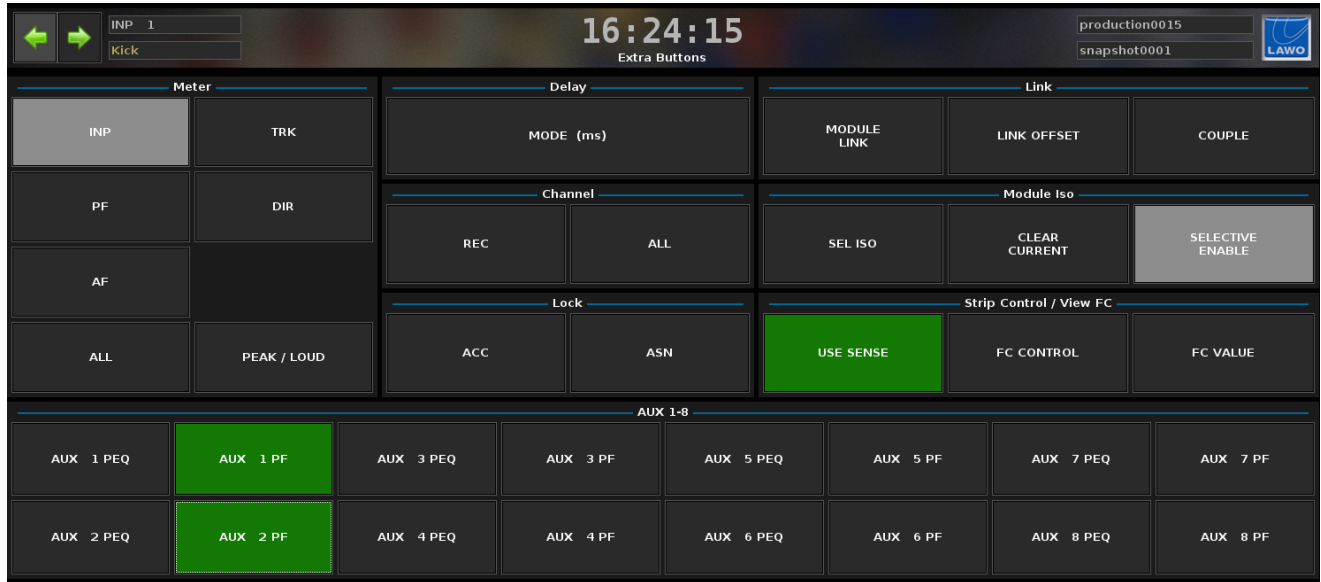 INP 1
Kick
16:24:15
Extra Buttons
production0015
snapshot0001
LAWO
Meter
INP
TRK
PF
DIR
AF
ALL
PEAK / LOUD
Delay
MODE (ms)
Channel
REC
ALL
Lock
ACC
ASN
Link
MODULE
LINK
LINK OFFSET
COUPLE
Module Iso
SEL ISO
CLEAR
CURRENT
SELECTIVE
ENABLE
Strip Control / View FC
USE SENSE
FC CONTROL
FC VALUE
AUX 1-8
AUX 1 PEQ
AUX 1 PF
AUX 3 PEQ
AUX 3 PF
AUX 5 PEQ
AUX 5 PF
AUX 7 PEQ
AUX 7 PF
AUX 2 PEQ
AUX 2 PF
AUX 4 PEQ
AUX 4 PF
AUX 6 PEQ
AUX 6 PF
AUX 8 PEQ
AUX 8 PF